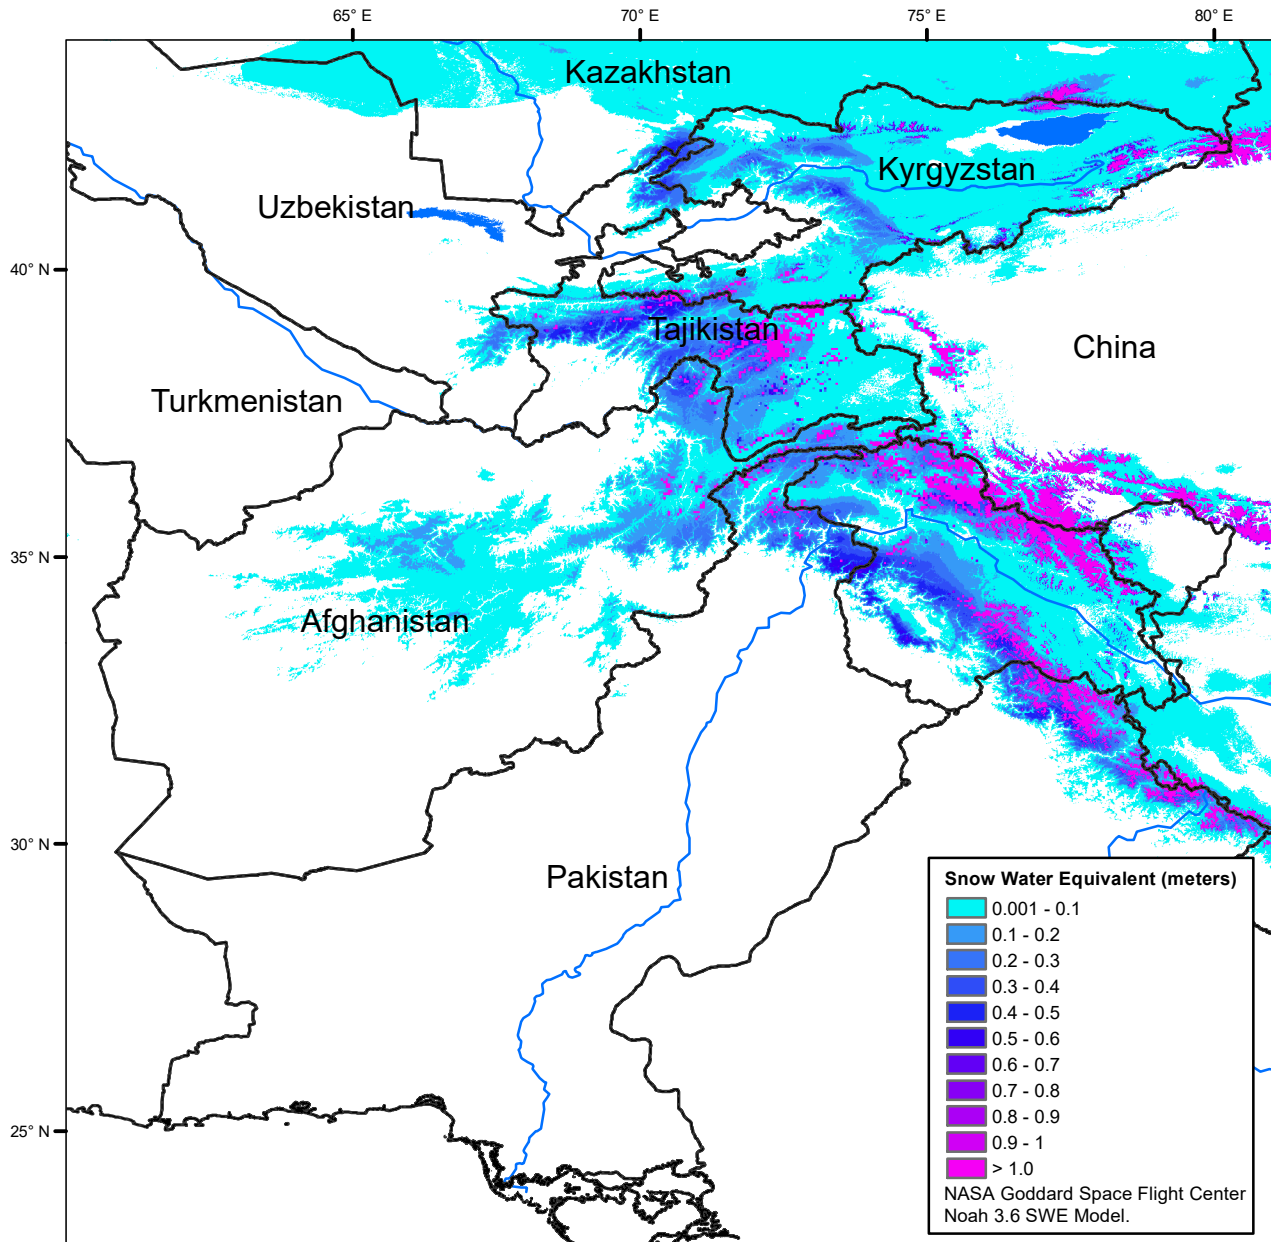 65° E
70° E
75° E
80° E
Kazakhstan
Kyrgyzstan
Uzbekistan
40° N
Tajikistan
China
Turkmenistan
35° N
Afghanistan
30° N
Pakistan
25° N
Snow Water Equivalent (meters)
0.001 - 0.1
0.1 - 0.2
0.2 - 0.3
0.3 - 0.4
0.4 - 0.5
0.5 - 0.6
0.6 - 0.7
0.7 - 0.8
0.8 - 0.9
0.9 - 1
> 1.0
NASA Goddard Space Flight Center
Noah 3.6 SWE Model.